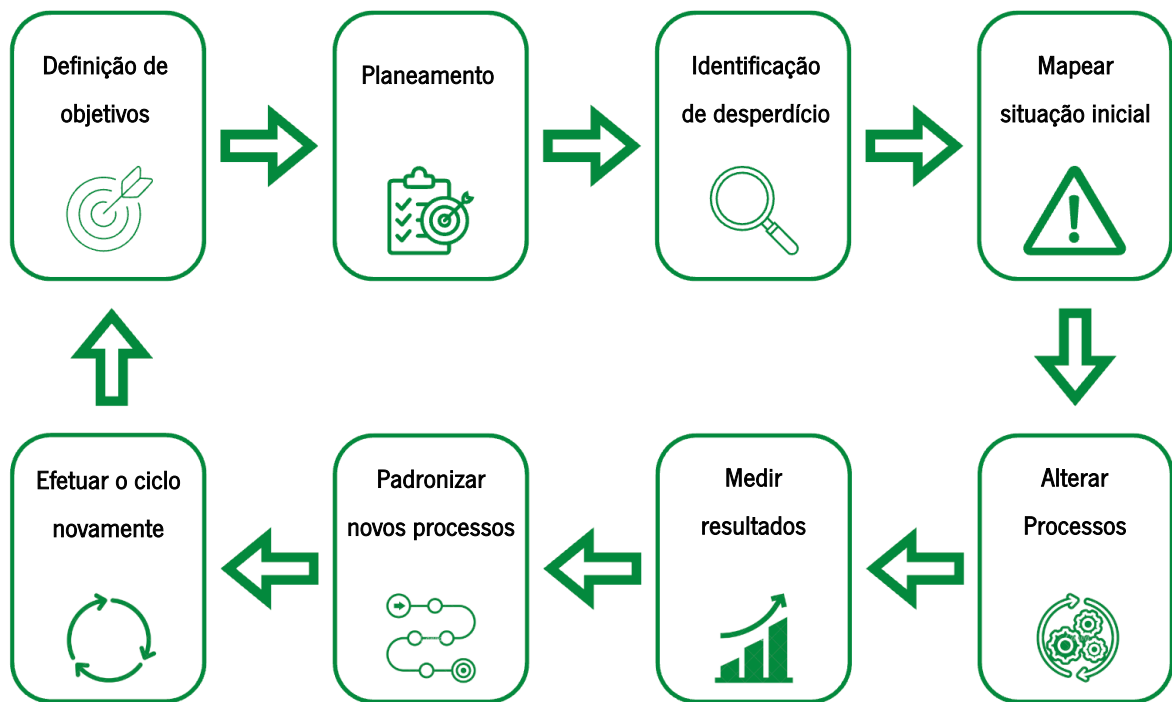 Definição de
objetivos
Planeamento
Identificação
de desperdício
Mapear
situação inicial
Efetuar o ciclo
novamente
Padronizar
novos processos
Medir
resultados
Alterar
Processos